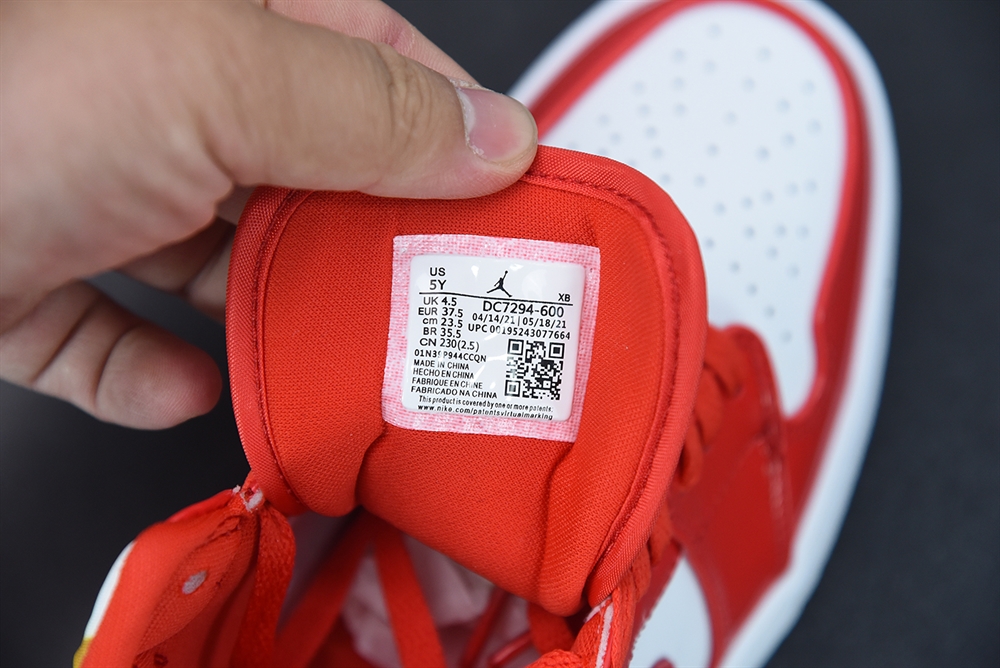 US
5Y
XB
UK 4.5
EUR 37.5
cm 23.5
BR 35.5
CN 230(2.5)
DC7294-600
04/14/21 | 05/18/21
UPC 00195243077664
MADE IN CHINA
HECHO EN CHINA
FABRIQUE EN CHINE
FABRICADO NA CHINA
This product is covered by one or more patents.
www.nike.com/patents/virtualmarking